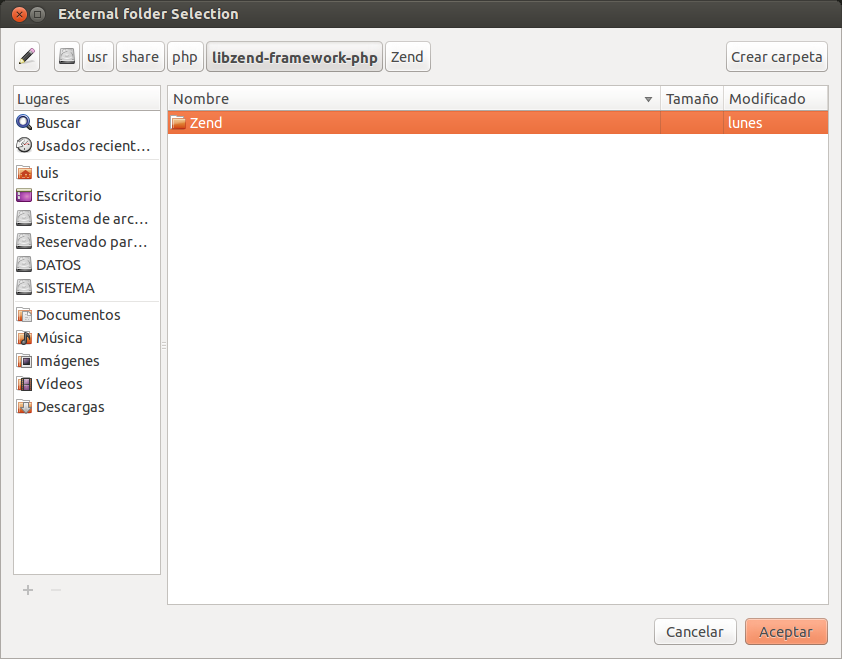 External folder Selection
usr share php libzend-framework-php Zend Crear carpeta
Lugares
Buscar
Usados recient...
luis
Escritorio
Sistema de arc...
Reservado par...
DATOS
SISTEMA
Documentos
Música
Imágenes
Vídeos
Descargas
Nombre Tamaño Modificado
Zend lunes
Cancelar Aceptar